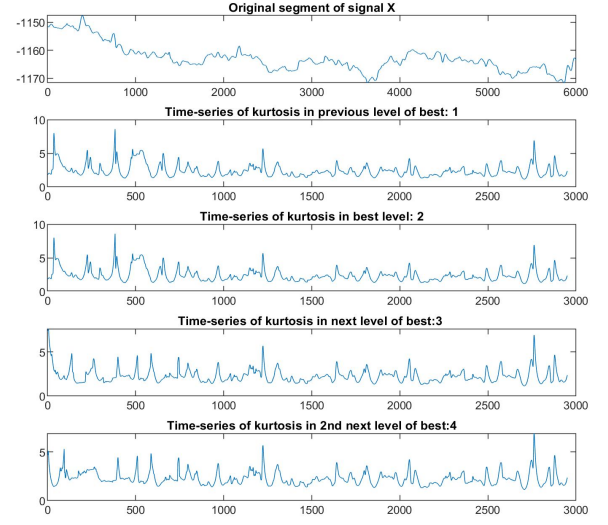 Original segment of signal X
-1150
-1160
-1170
0 1000 2000 3000 4000 5000 6000
Time-series of kurtosis in previous level of best: 1
10
5
0
0 500 1000 1500 2000 2500 3000
Time-series of kurtosis in best level: 2
10
5
0
0 500 1000 1500 2000 2500 3000
Time-series of kurtosis in next level of best:3
5
0
0 500 1000 1500 2000 2500 3000
Time-series of kurtosis in 2nd next level of best:4
5
0
0 500 1000 1500 2000 2500 3000